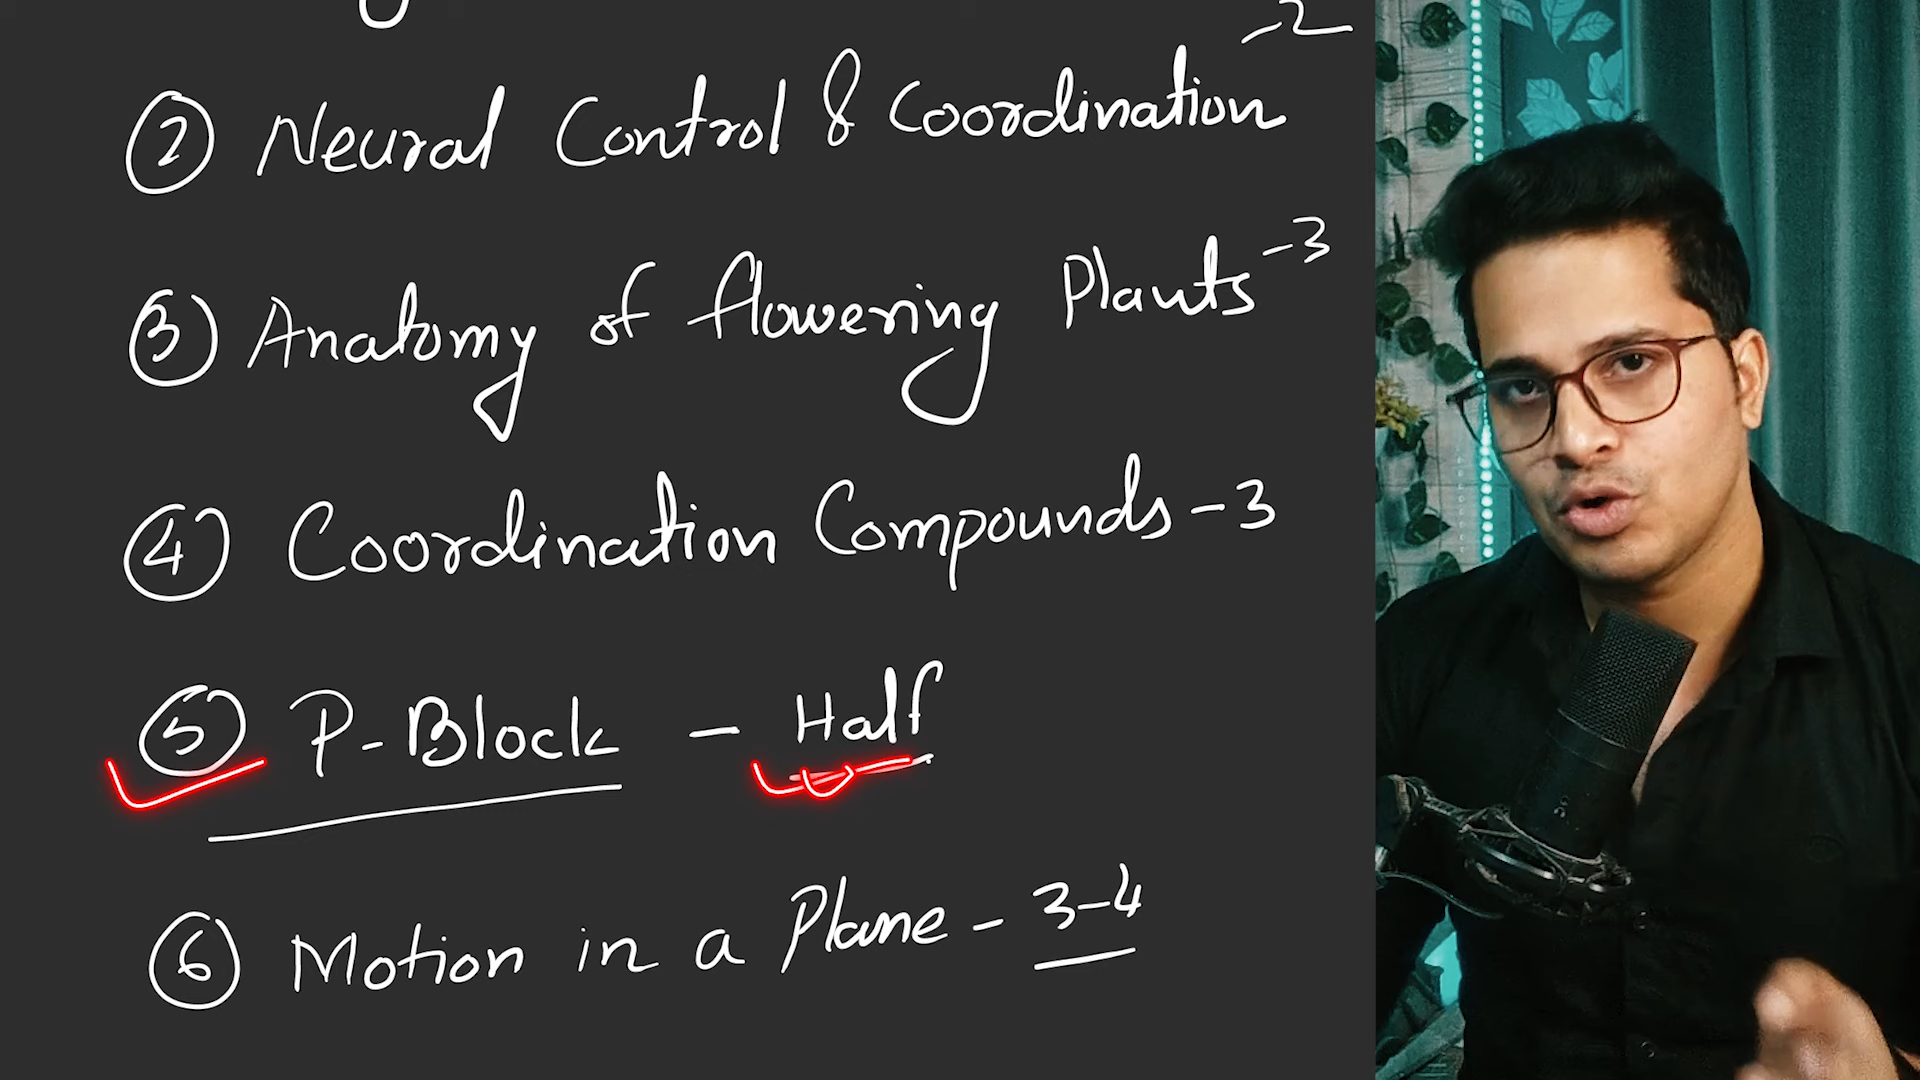 ② Neural Control & Coordination -2
③ Anatomy of flowering Plants -3
④ Coordination Compounds - 3
⑤ P-Block - Half
⑥ Motion in a Plane - 3-4